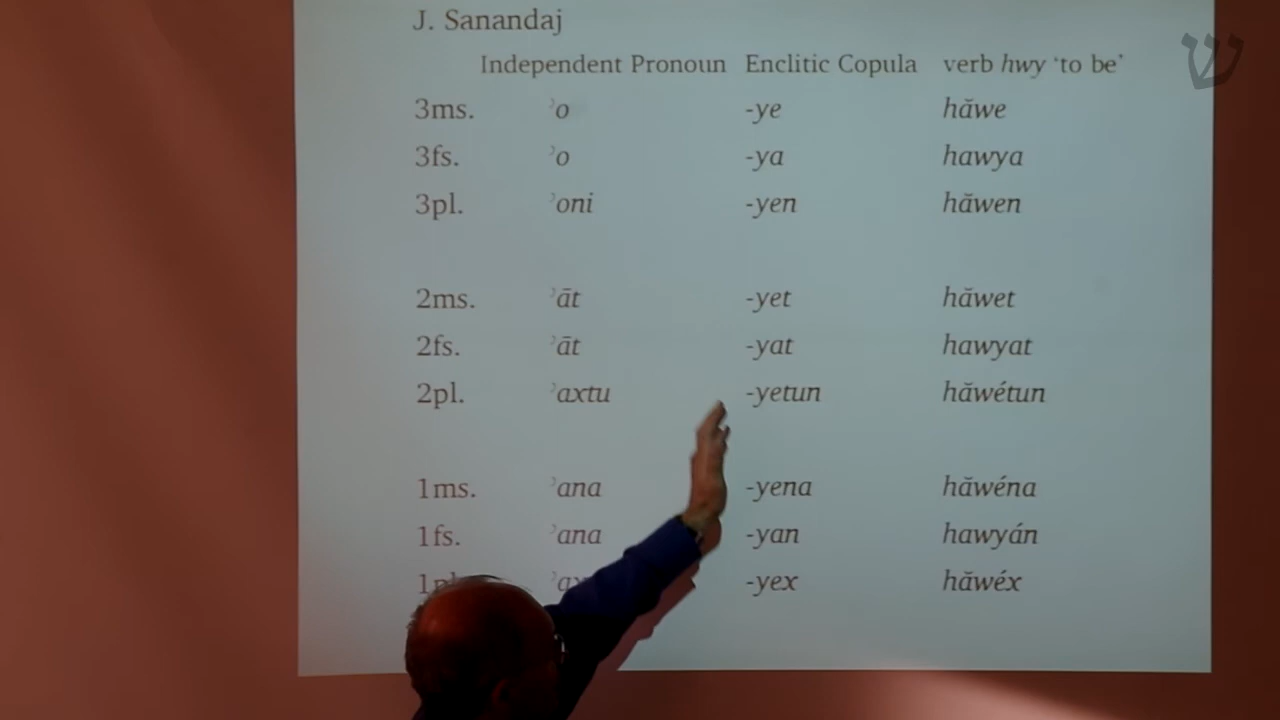 J. Sanandaj
Independent Pronoun Enclitic Copula verb hwy ‘to be’
3ms. ʾo -ye hăwe
3fs. ʾo -ya hawya
3pl. ʾoni -yen hăwen
2ms. ʾāt -yet hăwet
2fs. ʾāt -yat hawyat
2pl. ʾaxtu -yetun hăwétun
1ms. ʾana -yena hăwéna
1fs. ʾana -yan hawyán
-yex hăwéx
ש